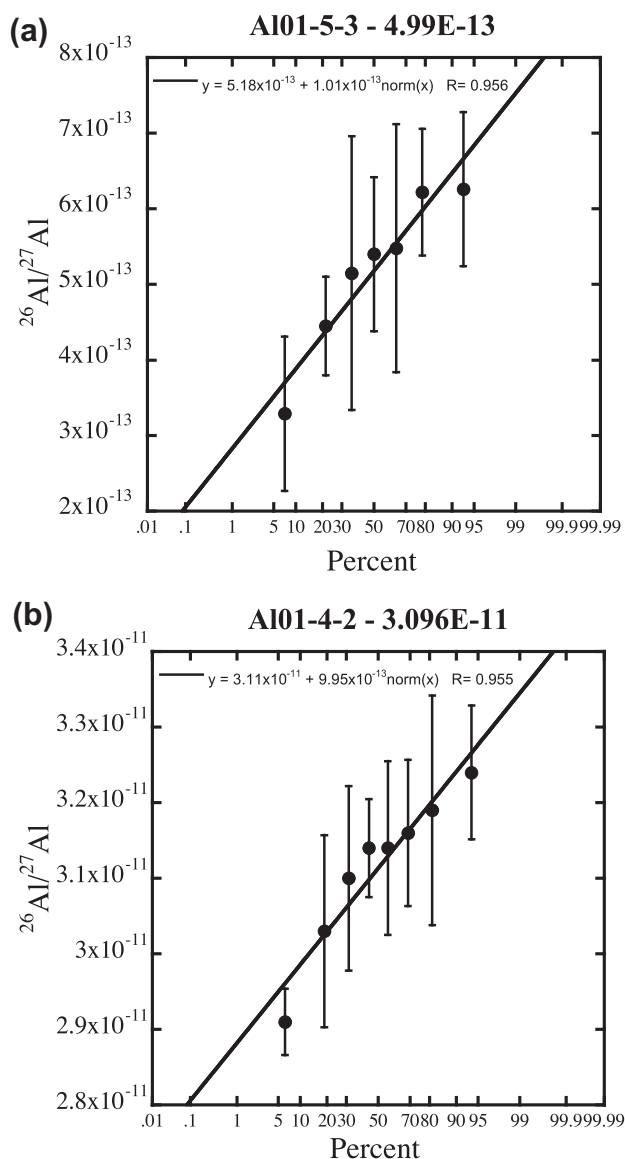 (a)
Al01-5-3 - 4.99E-13
8x10-13
y = 5.18x10-13 + 1.01x10-13norm(x) R= 0.956
7x10-13
6x10-13
5x10-13
4x10-13
3x10-13
2x10-13
26Al/27Al
.01 .1 1 5 10 2030 50 7080 90 95 99 99.999.99
Percent
(b)
Al01-4-2 - 3.096E-11
3.4x10-11
y = 3.11x10-11 + 9.95x10-13norm(x) R= 0.955
3.3x10-11
3.2x10-11
3.1x10-11
3x10-11
2.9x10-11
2.8x10-11
26Al/27Al
.01 .1 1 5 10 2030 50 7080 90 95 99 99.999.99
Percent